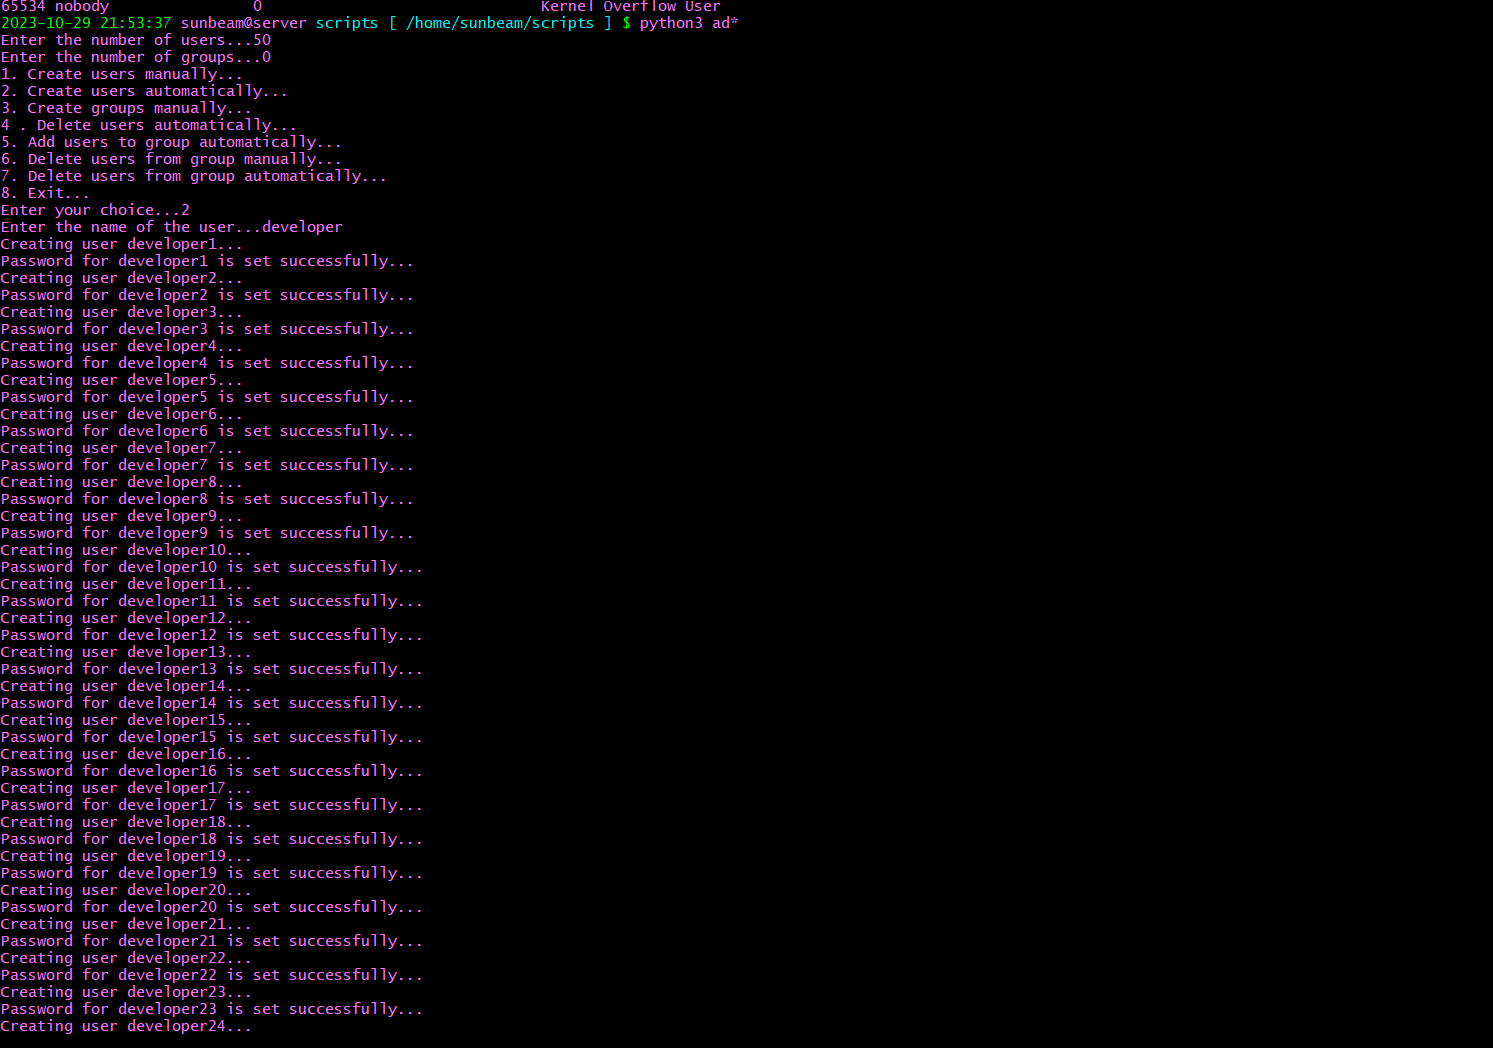 65534 nobody                0                               Kernel Overflow User
2023-10-29 21:53:37 sunbeam@server scripts [ /home/sunbeam/scripts ] $ python3 ad*
Enter the number of users...50
Enter the number of groups...0
1. Create users manually...
2. Create users automatically...
3. Create groups manually...
4 . Delete users automatically...
5. Add users to group automatically...
6. Delete users from group manually...
7. Delete users from group automatically...
8. Exit...
Enter your choice...2
Enter the name of the user...developer
Creating user developer1...
Password for developer1 is set successfully...
Creating user developer2...
Password for developer2 is set successfully...
Creating user developer3...
Password for developer3 is set successfully...
Creating user developer4...
Password for developer4 is set successfully...
Creating user developer5...
Password for developer5 is set successfully...
Creating user developer6...
Password for developer6 is set successfully...
Creating user developer7...
Password for developer7 is set successfully...
Creating user developer8...
Password for developer8 is set successfully...
Creating user developer9...
Password for developer9 is set successfully...
Creating user developer10...
Password for developer10 is set successfully...
Creating user developer11...
Password for developer11 is set successfully...
Creating user developer12...
Password for developer12 is set successfully...
Creating user developer13...
Password for developer13 is set successfully...
Creating user developer14...
Password for developer14 is set successfully...
Creating user developer15...
Password for developer15 is set successfully...
Creating user developer16...
Password for developer16 is set successfully...
Creating user developer17...
Password for developer17 is set successfully...
Creating user developer18...
Password for developer18 is set successfully...
Creating user developer19...
Password for developer19 is set successfully...
Creating user developer20...
Password for developer20 is set successfully...
Creating user developer21...
Password for developer21 is set successfully...
Creating user developer22...
Password for developer22 is set successfully...
Creating user developer23...
Password for developer23 is set successfully...
Creating user developer24...